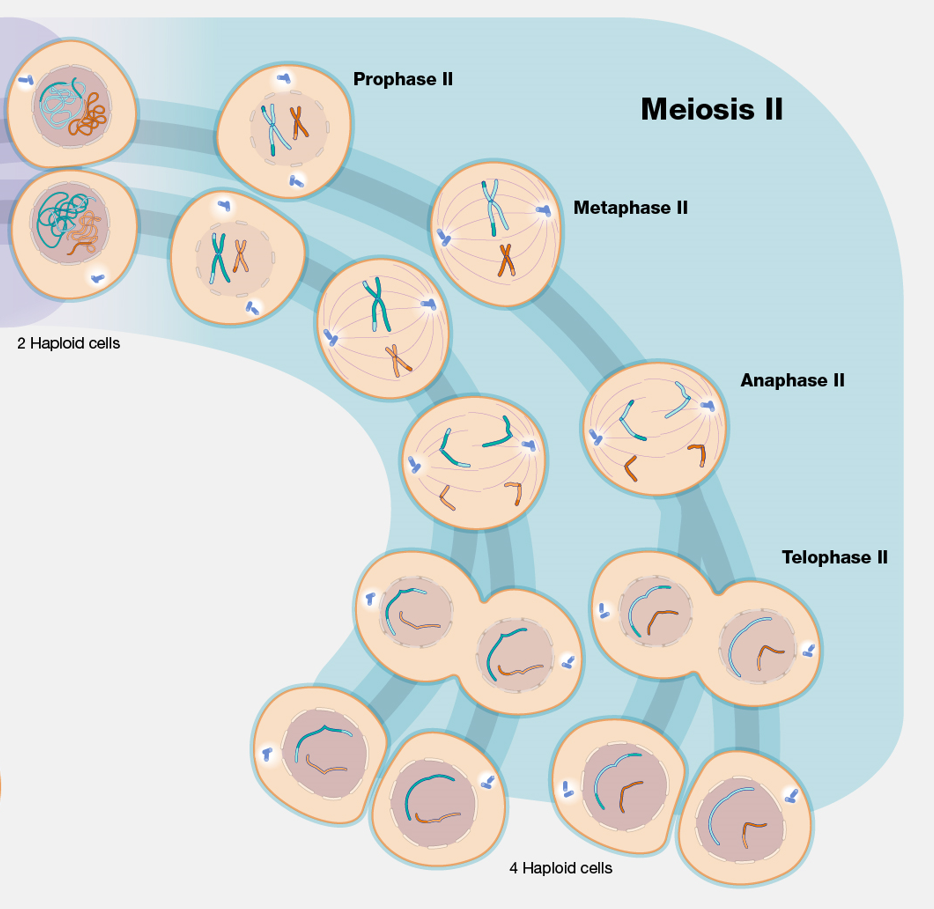 Prophase II
Meiosis II
Metaphase II
2 Haploid cells
Anaphase II
Telophase II
4 Haploid cells